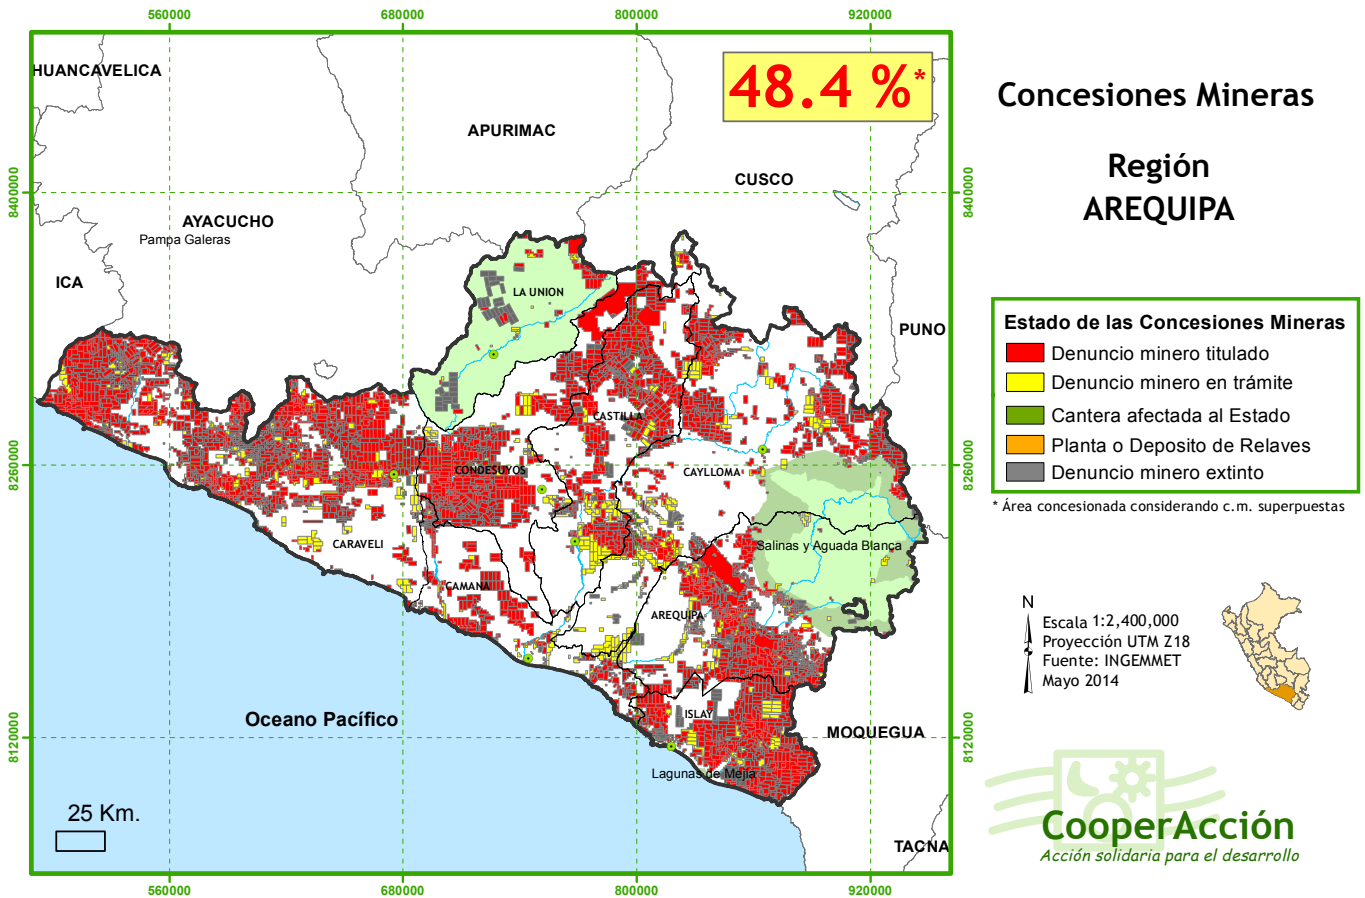 560000
680000
800000
920000
HUANCAVELICA
48.4 %*
APURIMAC
CUSCO
8400000
8400000
AYACUCHO
Pampa Galeras
ICA
LA UNION
PUNO
CASTILLA
8260000
8260000
CONDESUYOS
CAYLLOMA
CARAVELI
Salinas y Aguada Blanca
CAMANA
AREQUIPA
ISLAY
Oceano Pacífico
MOQUEGUA
8120000
8120000
Lagunas de Mejia
25 Km.
TACNA
560000
680000
800000
920000
Concesiones Mineras
Región
AREQUIPA
Estado de las Concesiones Mineras
Denuncio minero titulado
Denuncio minero en trámite
Cantera afectada al Estado
Planta o Deposito de Relaves
Denuncio minero extinto
* Área concesionada considerando c.m. superpuestas
N
Escala 1:2,400,000
Proyección UTM Z18
Fuente: INGEMMET
Mayo 2014
CooperAcción
Acción solidaria para el desarrollo